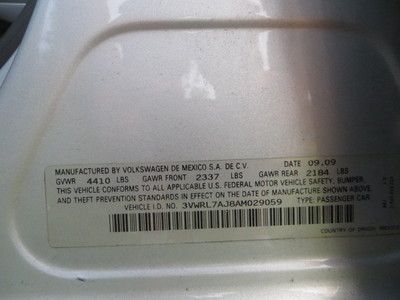 MANUFACTURED BY VOLKSWAGEN DE MEXICO S.A. DE C.V. DATE 09.09
GVWR 4410 LBS GAWR FRONT 2337 LBS GAWR REAR 2184 LBS
THIS VEHICLE CONFORMS TO ALL APPLICABLE U.S. FEDERAL MOTOR VEHICLE SAFETY, BUMPER,
AND THEFT PREVENTION STANDARDS IN EFFECT ON THE DATE OF MANUFACTURE SHOWN ABOVE.
VEHICLE I.D. NO. 3VWRL7AJ8AM029059 TYPE: PASSENGER CAR
COUNTRY OF ORIGIN: MEXICO